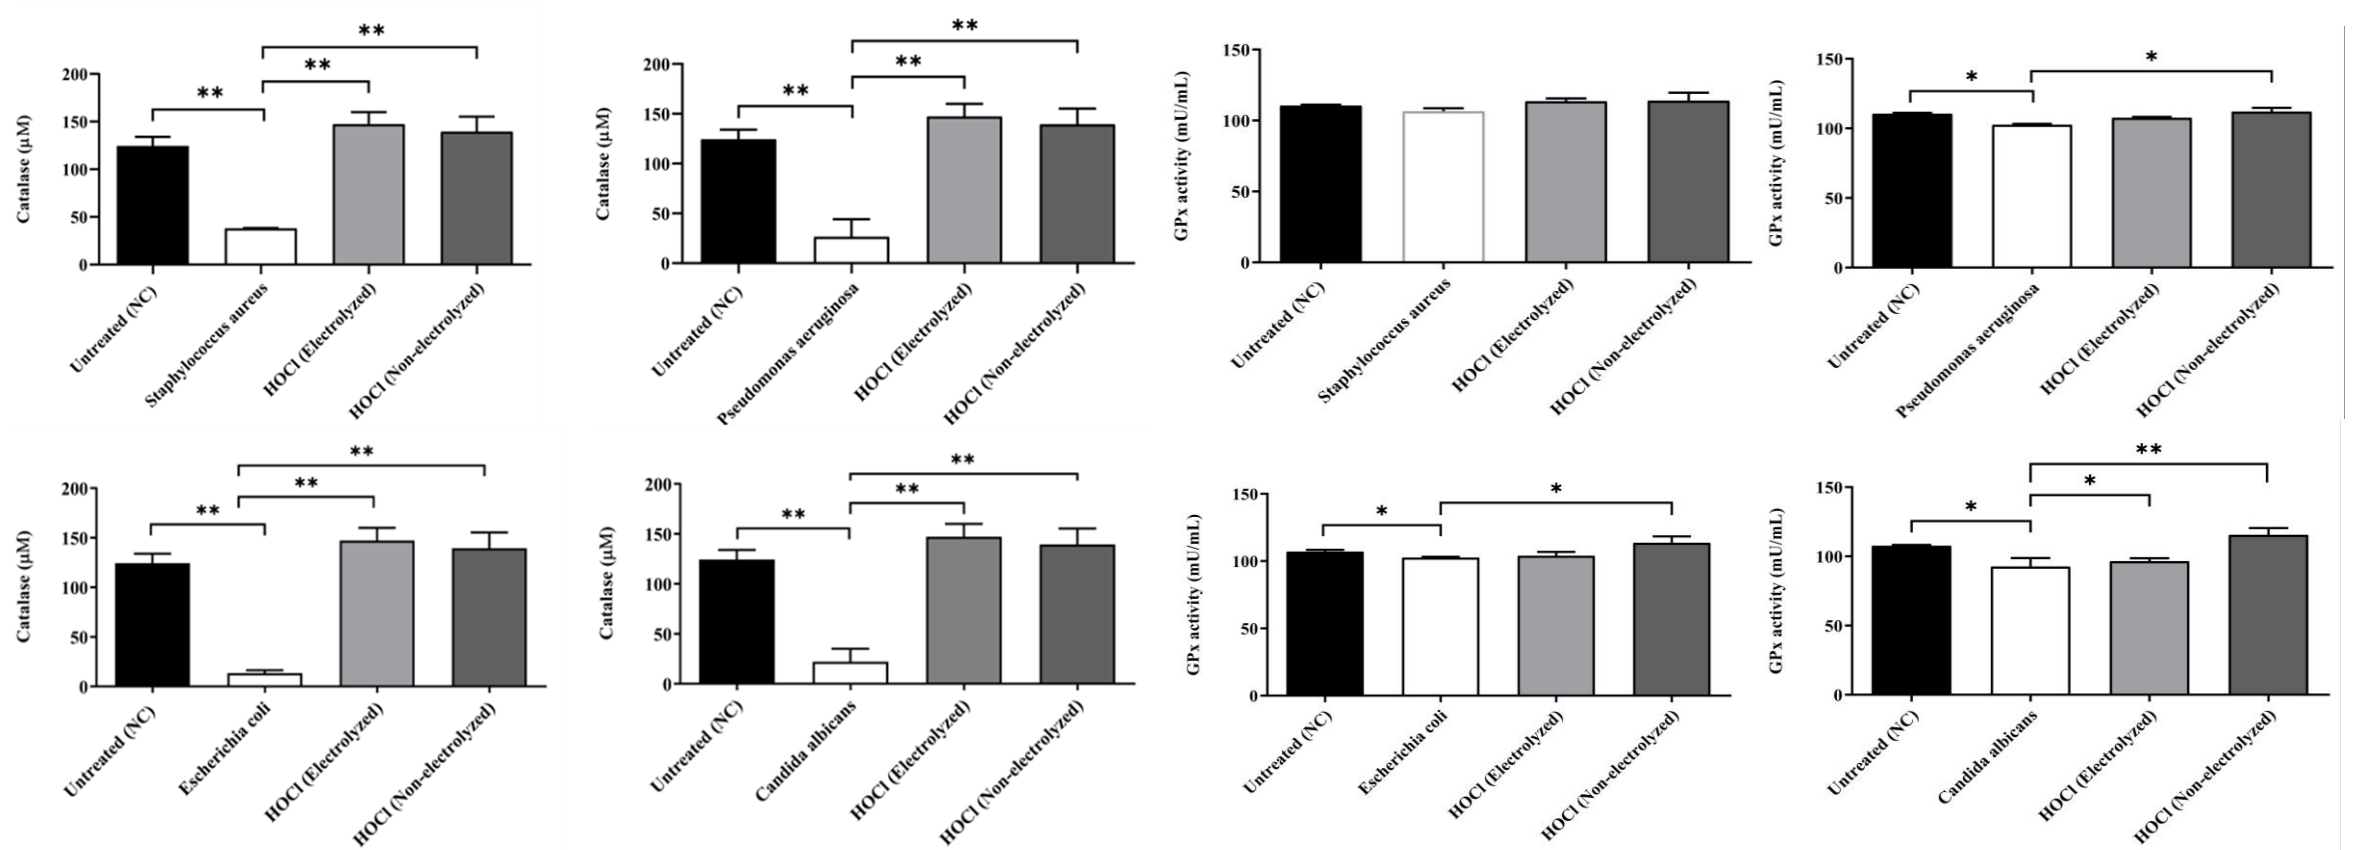 **
**
**
200
150
100
50
0
Catalase (µM)
Untreated (NC)
Staphylococcus aureus
HOCl (Electrolyzed)
HOCl (Non-electrolyzed)
**
**
**
200
150
100
50
0
Catalase (µM)
Untreated (NC)
Pseudomonas aeruginosa
HOCl (Electrolyzed)
HOCl (Non-electrolyzed)
150
100
50
0
GPx activity (mU/mL)
Untreated (NC)
Staphylococcus aureus
HOCl (Electrolyzed)
HOCl (Non-electrolyzed)
*
*
150
100
50
0
GPx activity (mU/mL)
Untreated (NC)
Pseudomonas aeruginosa
HOCl (Electrolyzed)
HOCl (Non-electrolyzed)
**
**
**
200
150
100
50
0
Catalase (µM)
Untreated (NC)
Escherichia coli
HOCl (Electrolyzed)
HOCl (Non-electrolyzed)
**
**
**
200
150
100
50
0
Catalase (µM)
Untreated (NC)
Candida albicans
HOCl (Electrolyzed)
HOCl (Non-electrolyzed)
*
*
150
100
50
0
GPx activity (mU/mL)
Untreated (NC)
Escherichia coli
HOCl (Electrolyzed)
HOCl (Non-electrolyzed)
**
*
*
150
100
50
0
GPx activity (mU/mL)
Untreated (NC)
Candida albicans
HOCl (Electrolyzed)
HOCl (Non-electrolyzed)